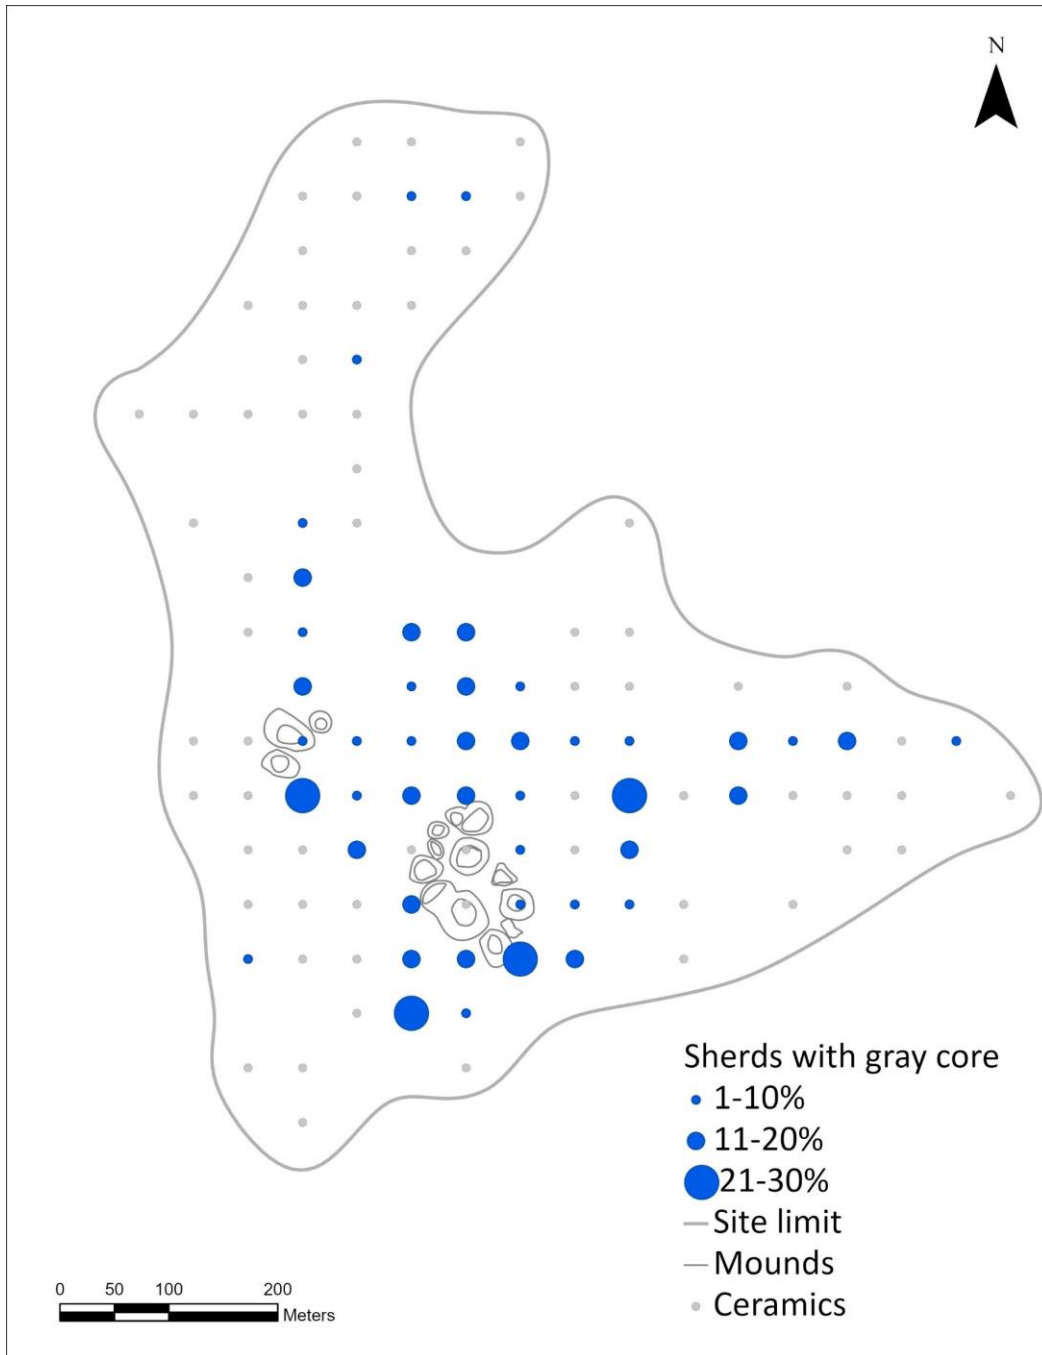 N
Sherds with gray core
1-10%
11-20%
21-30%
Site limit
Mounds
Ceramics
0 50 100 200
Meters